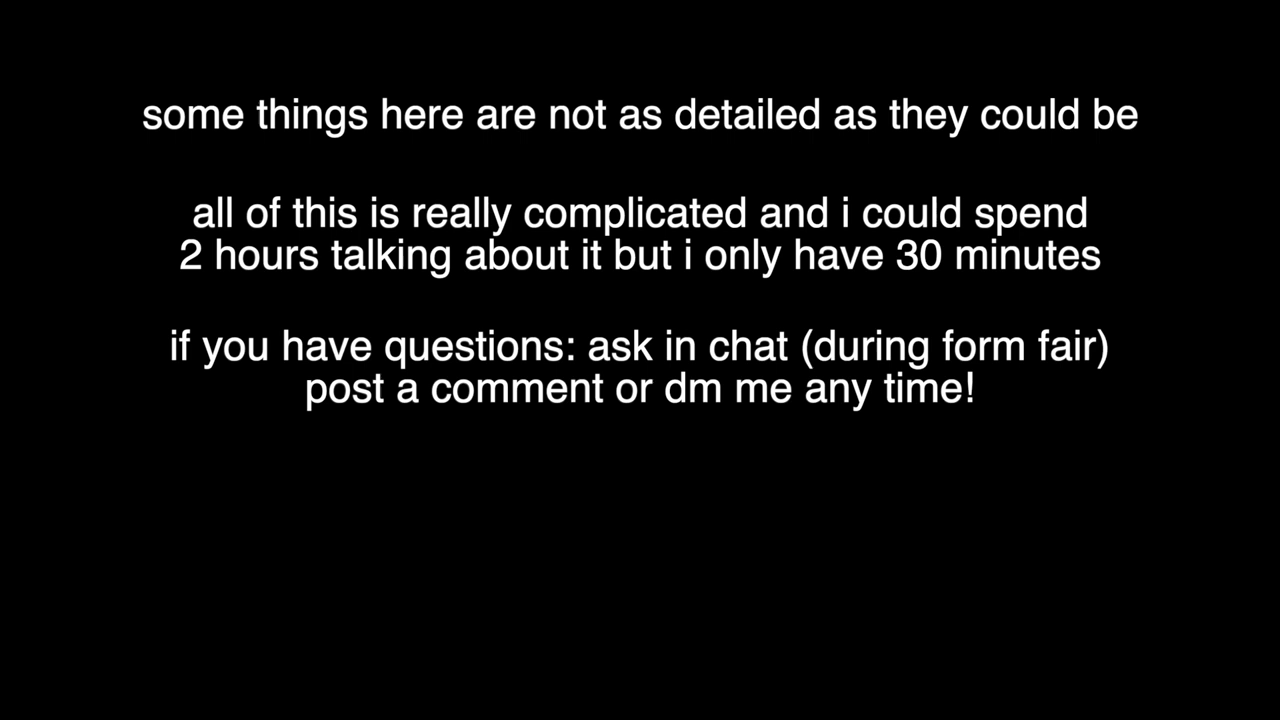 some things here are not as detailed as they could be
all of this is really complicated and i could spend
2 hours talking about it but i only have 30 minutes
if you have questions: ask in chat (during form fair)
post a comment or dm me any time!